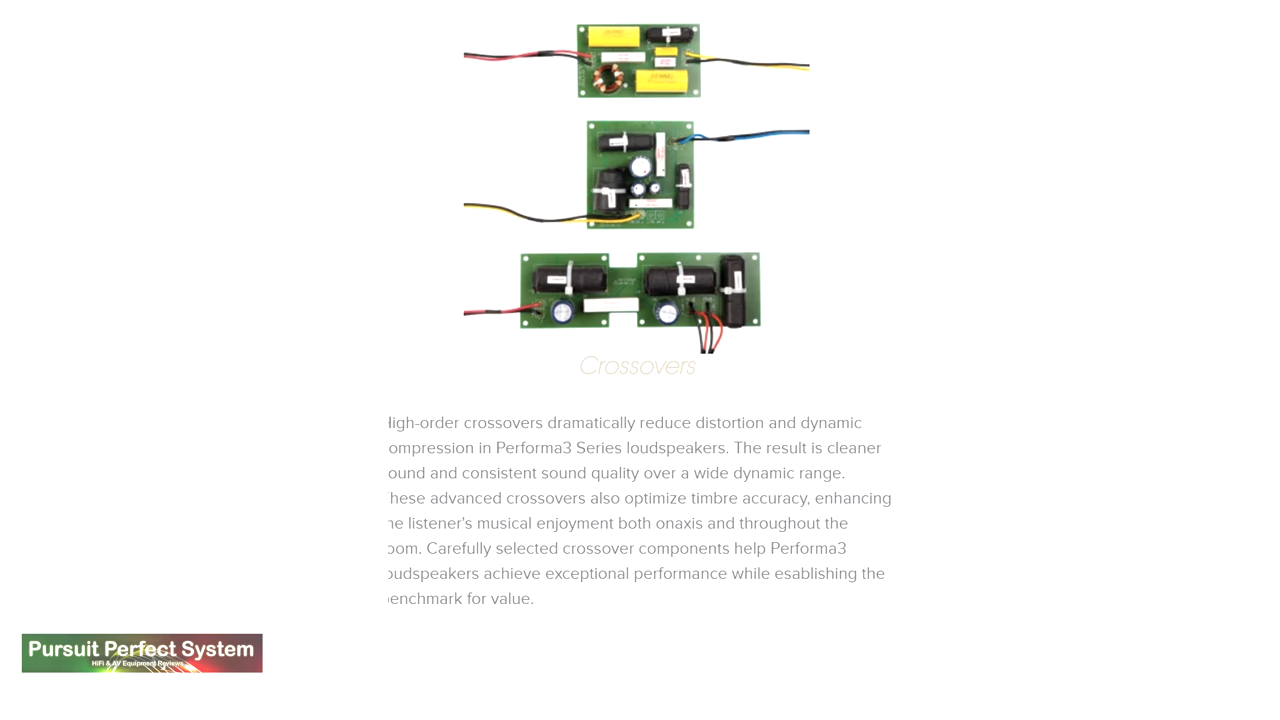 Crossovers
High-order crossovers dramatically reduce distortion and dynamic
ompression in Performa3 Series loudspeakers. The result is cleaner
ound and consistent sound quality over a wide dynamic range.
hese advanced crossovers also optimize timbre accuracy, enhancing
he listener's musical enjoyment both onaxis and throughout the
oom. Carefully selected crossover components help Performa3
oudspeakers achieve exceptional performance while esablishing the
enchmark for value.
Pursuit Perfect System
HiFi & AV Equipment Reviews